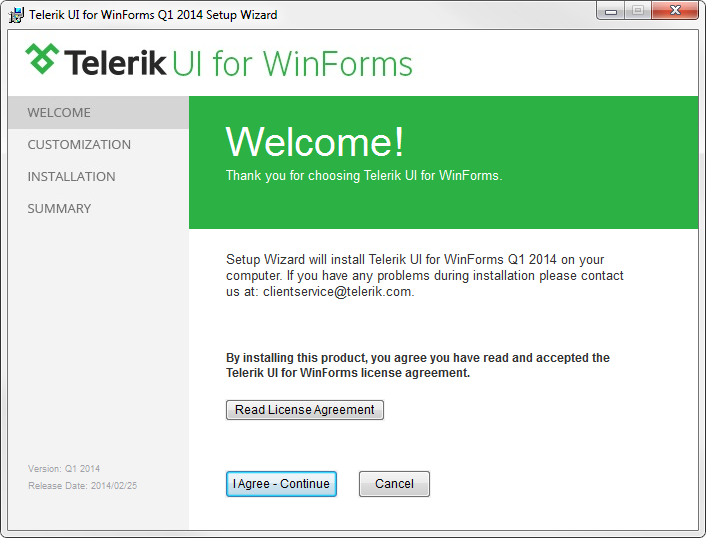 Telerik UI for WinForms Q1 2014 Setup Wizard
Telerik UI for WinForms
WELCOME
CUSTOMIZATION
INSTALLATION
SUMMARY
Welcome!
Thank you for choosing Telerik UI for WinForms.
Setup Wizard will install Telerik UI for WinForms Q1 2014 on your
computer. If you have any problems during installation please contact
us at: clientservice@telerik.com.
By installing this product, you agree you have read and accepted the
Telerik UI for WinForms license agreement.
Read License Agreement
Version: Q1 2014
Release Date: 2014/02/25
I Agree - Continue
Cancel